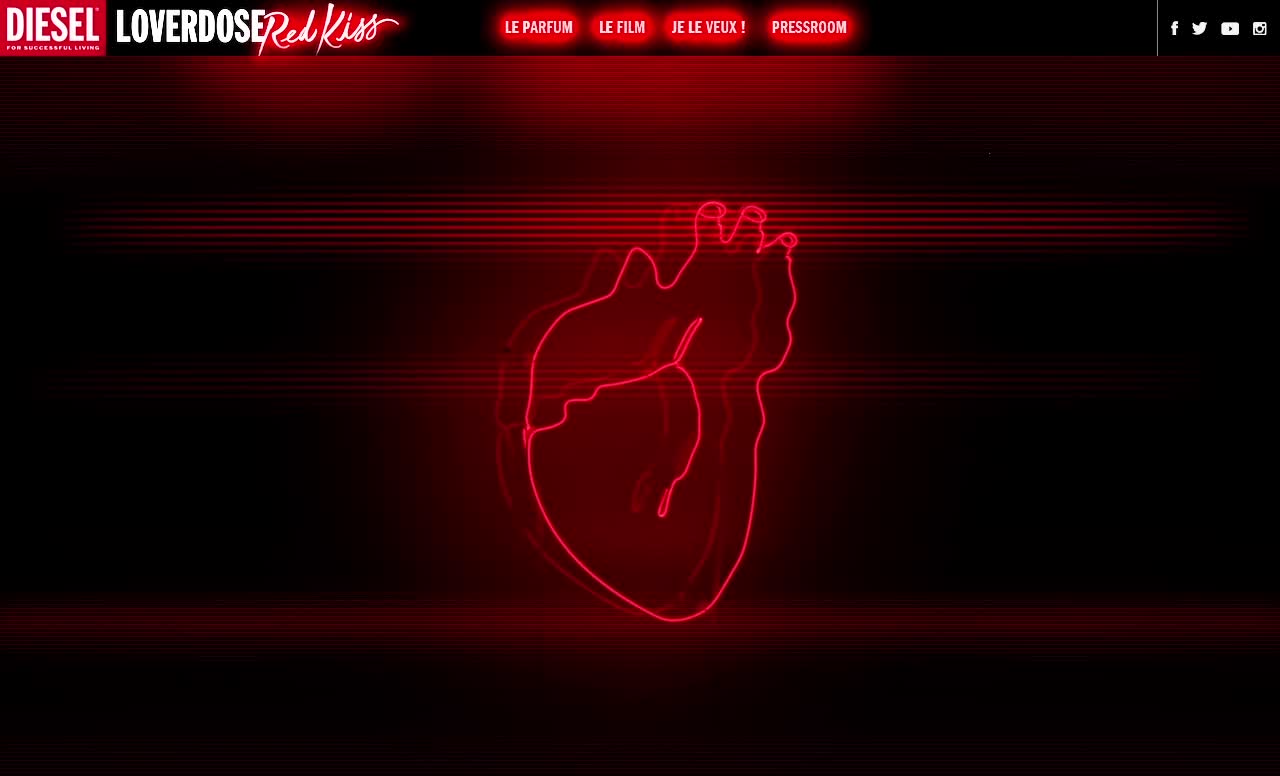 DIESEL
FOR SUCCESSFUL LIVING
LOVERDOSE Red Kiss
LE PARFUM
LE FILM
JE LE VEUX !
PRESSROOM